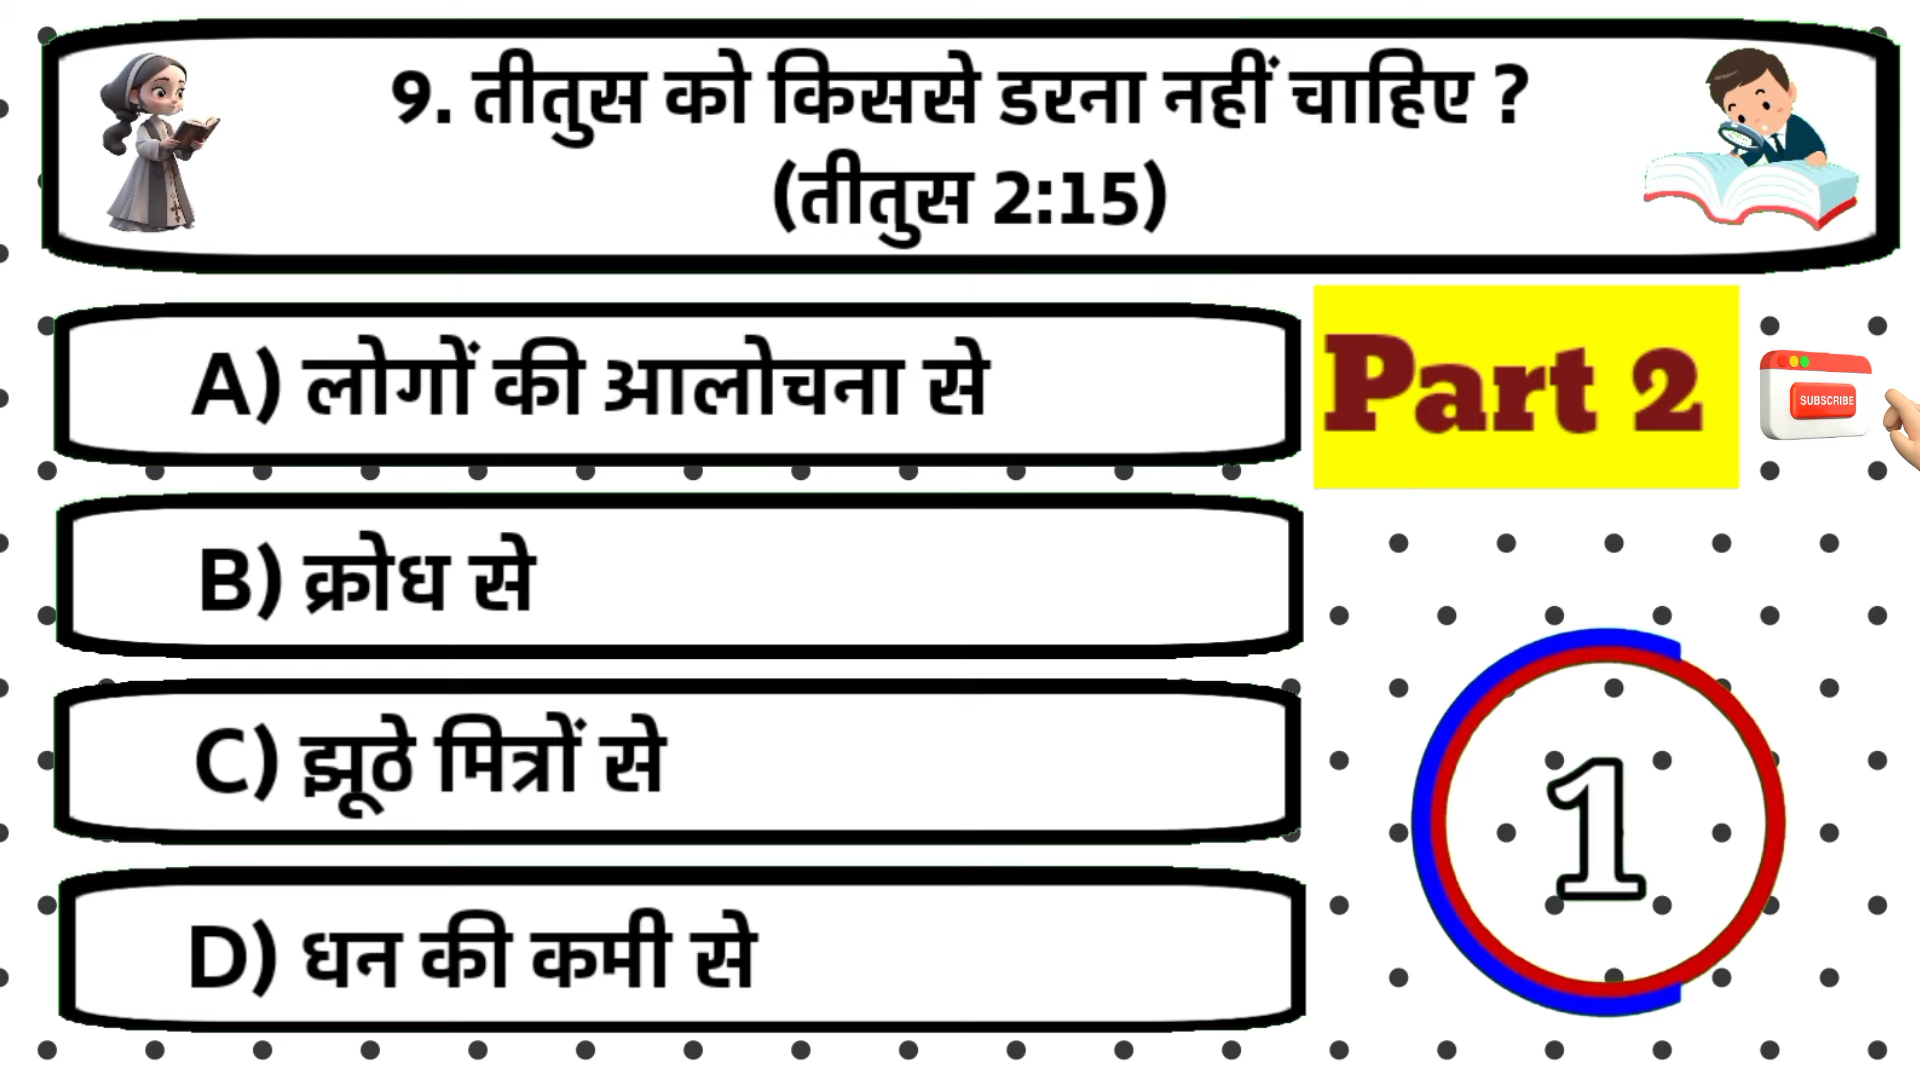 9. तीतुस को किससे डरना नहीं चाहिए ?
(तीतुस 2:15)
A) लोगों की आलोचना से
Part 2
SUBSCRIBE
B) क्रोध से
C) झूठे मित्रों से
D) धन की कमी से
1